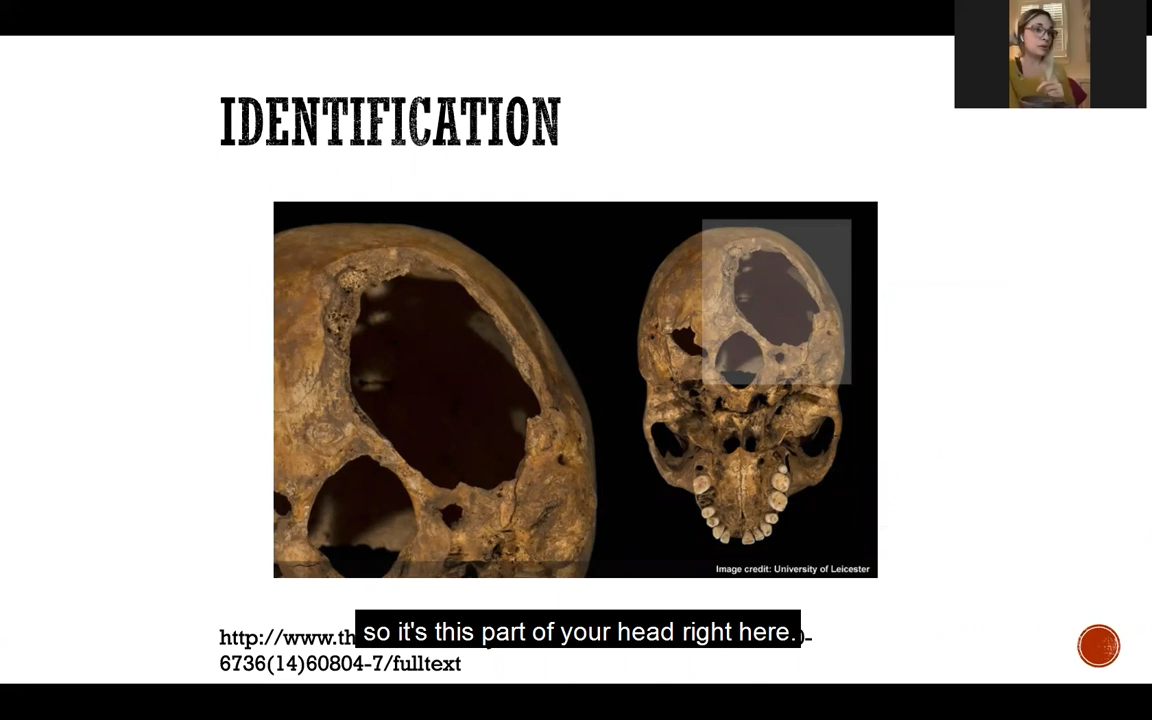 IDENTIFICATION
Image credit: University of Leicester
http://www.th
so it's this part of your head right here.
6736(14)60804-7/fulltext